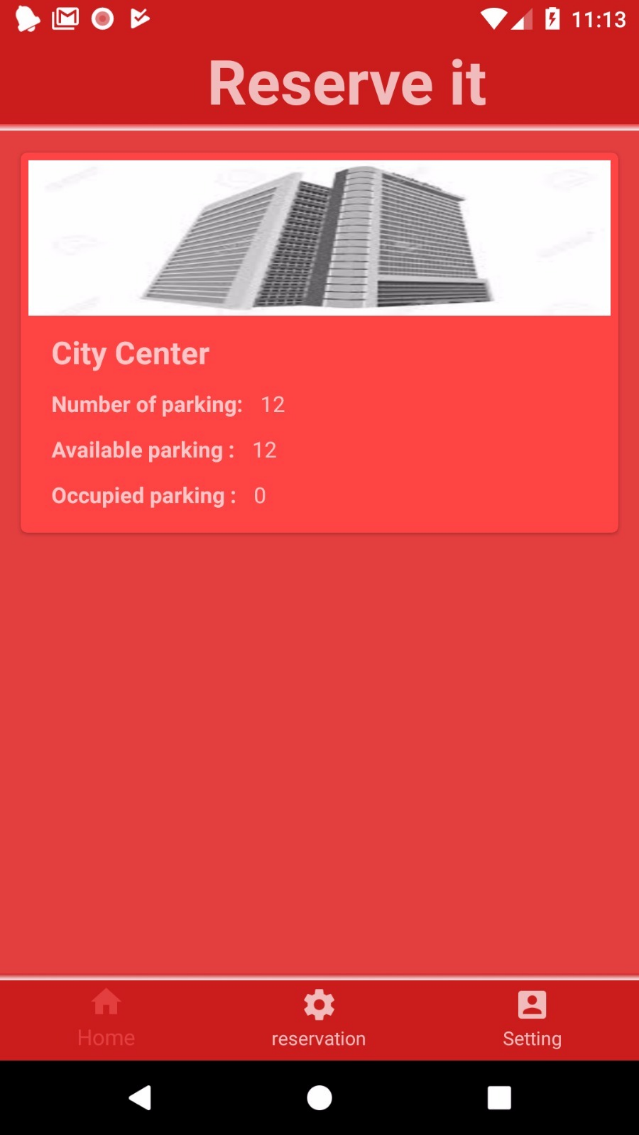 11:13
Reserve it
City Center
Number of parking: 12
Available parking : 12
Occupied parking : 0
Home reservation Setting